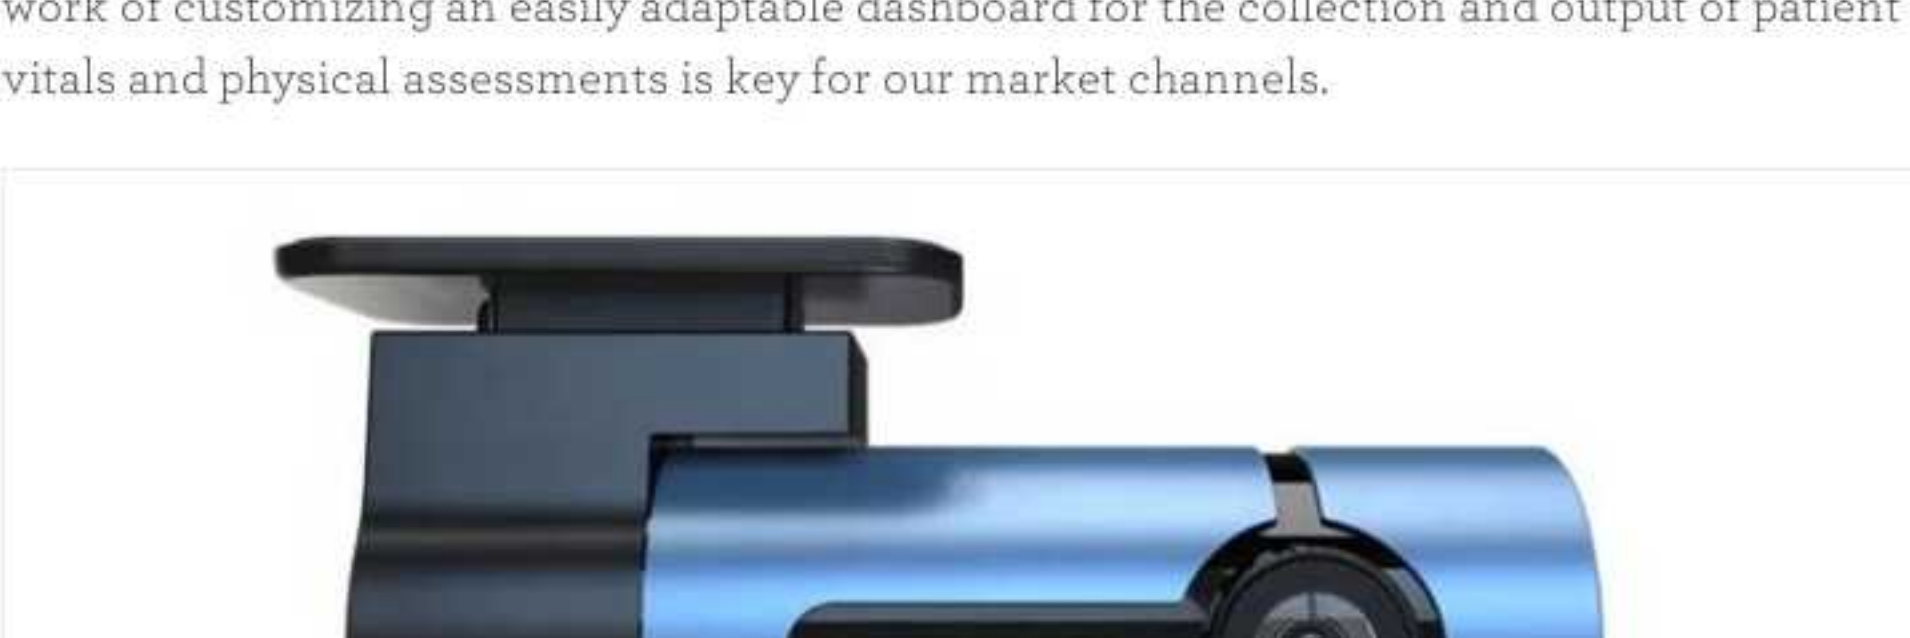 work of customizing an easily adaptable dashboard for the collection and output of patient
vitals and physical assessments is key for our market channels.